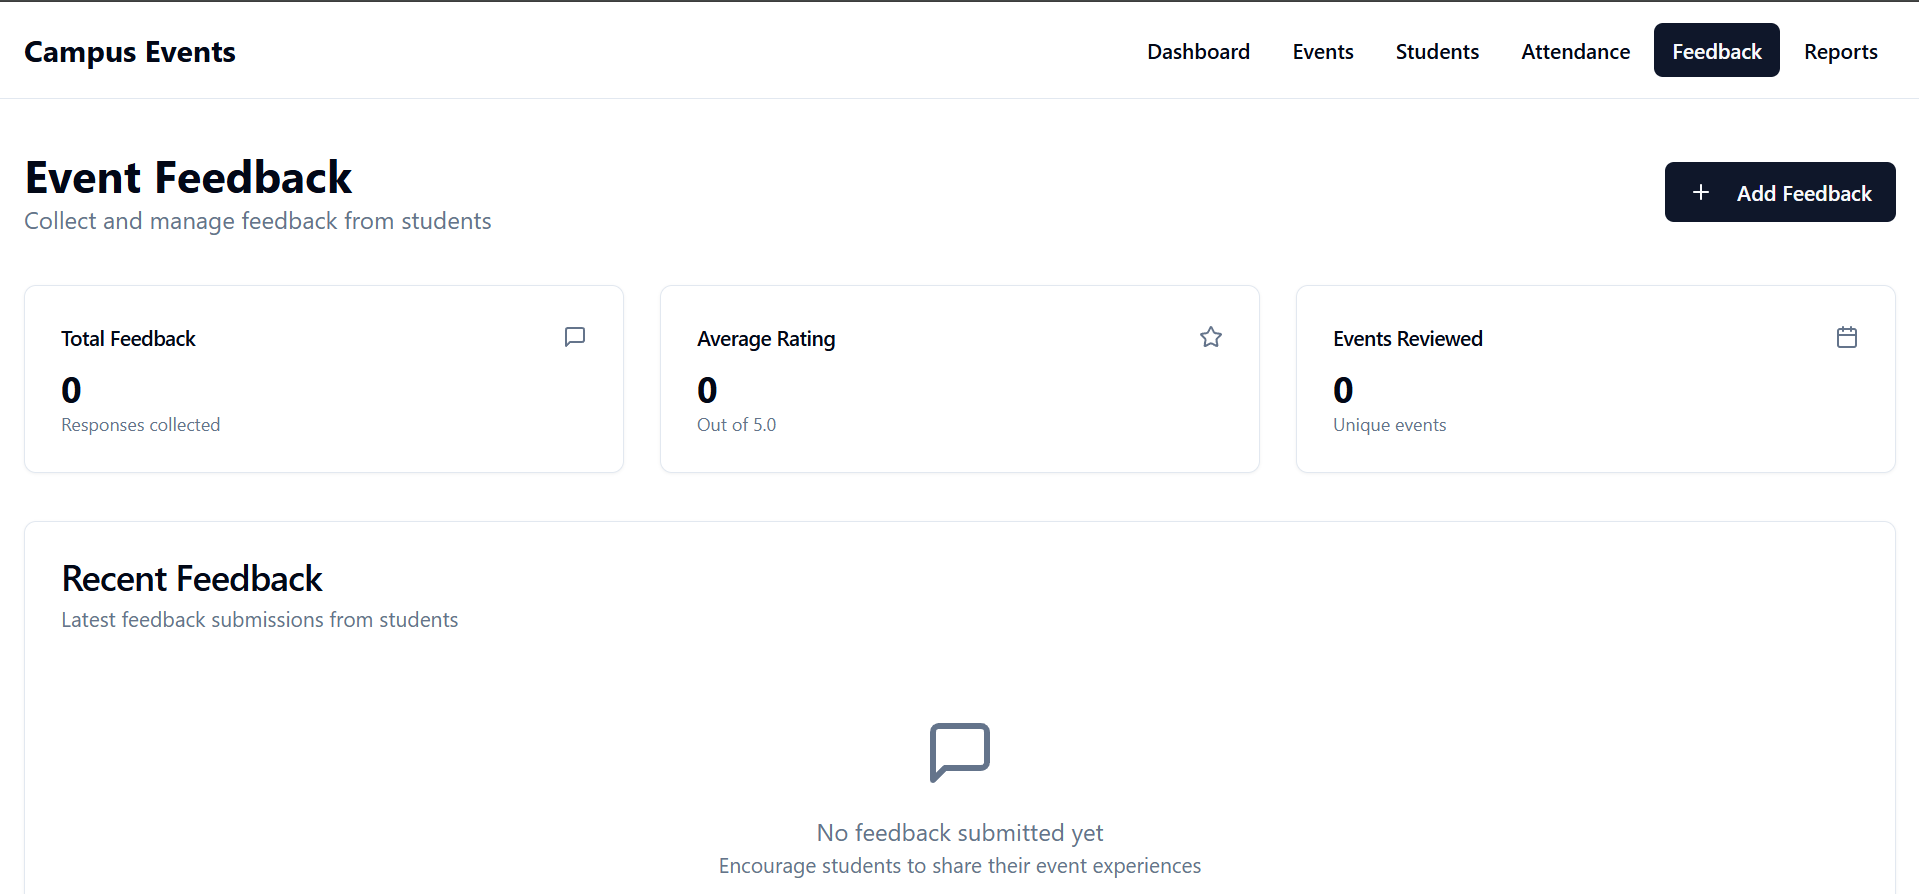 Campus Events
Dashboard Events Students Attendance Feedback Reports
Event Feedback
Collect and manage feedback from students
+ Add Feedback
Total Feedback
0
Responses collected
Average Rating
0
Out of 5.0
Events Reviewed
0
Unique events
Recent Feedback
Latest feedback submissions from students
No feedback submitted yet
Encourage students to share their event experiences